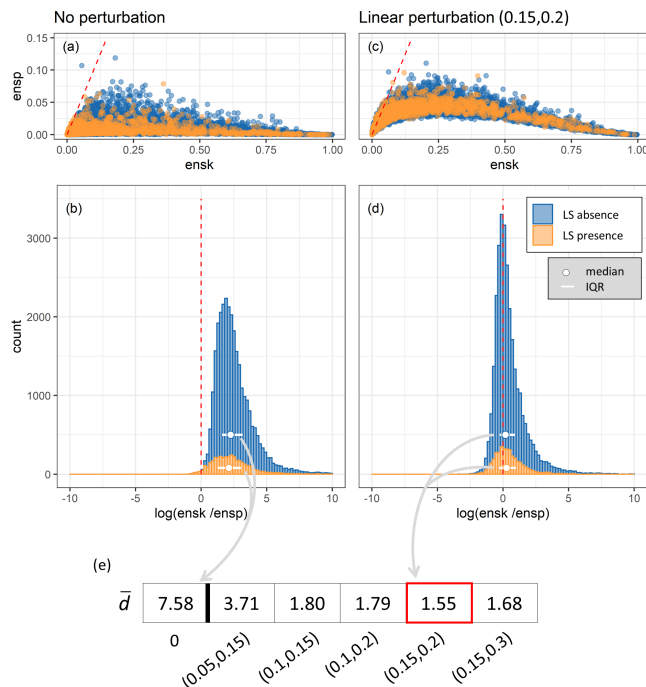 No perturbation
Linear perturbation (0.15,0.2)
(a)
ensp
0.15
0.10
0.05
0.00
0.00 0.25 0.50 0.75 1.00
ensk
(c)
0.00 0.25 0.50 0.75 1.00
ensk
(b)
count
3000
2000
1000
0
-10 -5 0 5 10
log(ensk /ensp)
(d)
LS absence
LS presence
median
IQR
-10 -5 0 5 10
log(ensk /ensp)
(e)
d 7.58 3.71 1.80 1.79 1.55 1.68
0 (0.05,0.15) (0.1,0.15) (0.1,0.2) (0.15,0.2) (0.15,0.3)